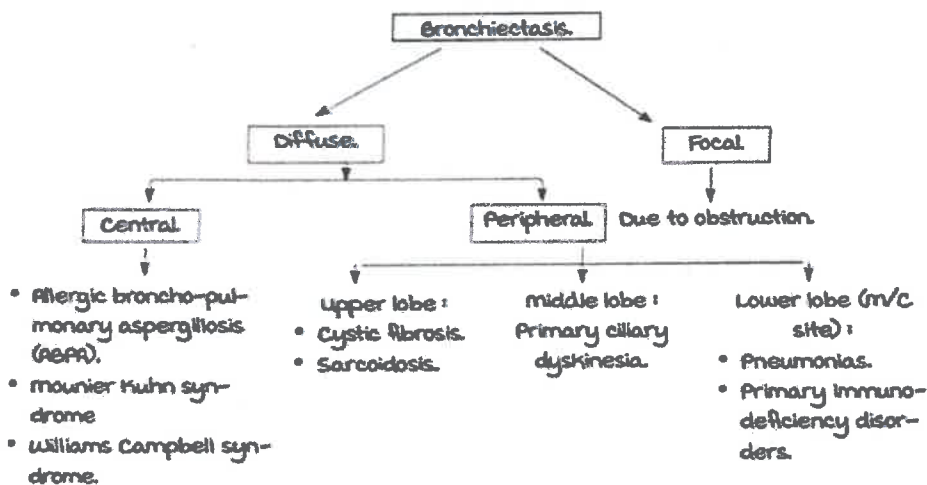 Bronchiectasis.
Diffuse.
Focal.
Central.
Peripheral.
Due to obstruction.
• Allergic broncho-pul-
monary aspergillosis
(ABPA).
• Mounier Kuhn syn-
drome
• Williams Campbell syn-
drome.
Upper lobe :
• Cystic fibrosis.
• Sarcoidosis.
Middle lobe :
Primary ciliary
dyskinesia.
Lower lobe (m/c
site) :
• Pneumonias.
• Primary immuno-
deficiency disor-
ders.